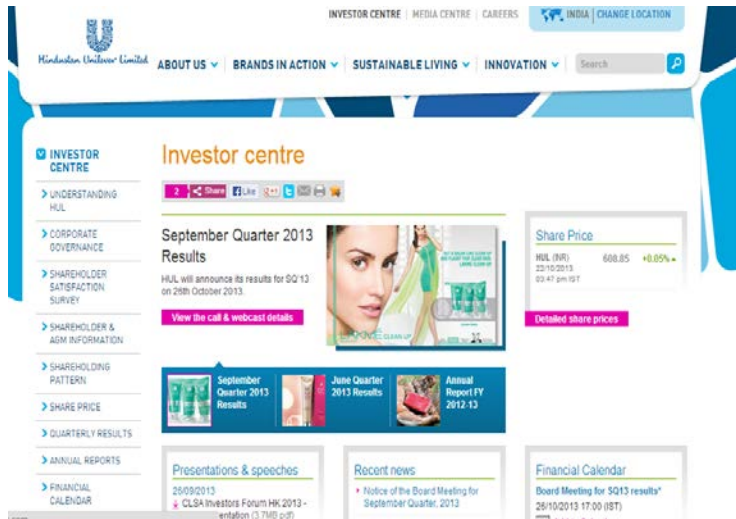 INVESTOR CENTRE | MEDIA CENTRE | CAREERS
INDIA | CHANGE LOCATION
Hindustan Unilever Limited
ABOUT US
BRANDS IN ACTION
SUSTAINABLE LIVING
INNOVATION
Search
INVESTOR
CENTRE
UNDERSTANDING
HUL
CORPORATE
GOVERNANCE
SHAREHOLDER
SATISFACTION
SURVEY
SHAREHOLDER &
AGM INFORMATION
SHAREHOLDING
PATTERN
SHARE PRICE
QUARTERLY RESULTS
ANNUAL REPORTS
FINANCIAL
CALENDAR
Investor centre
2 Share Like +1
September Quarter 2013
Results
HUL will announce its results for SQ'13
on 26th October 2013.
View the call & webcast details
September
Quarter 2013
Results
June Quarter
2013 Results
Annual
Report FY
2012-13
Share Price
HUL (INR) 608.85 +0.05%
22/10/2013
03:47 pm IST
Detailed share prices
Presentations & speeches
26/09/2013
CLSA Investors Forum HK 2013 -
entation (3.7MB pdf)
Recent news
Notice of the Board Meeting for
September Quarter, 2013
Financial Calendar
Board Meeting for SQ13 results*
26/10/2013 17:00 (IST)